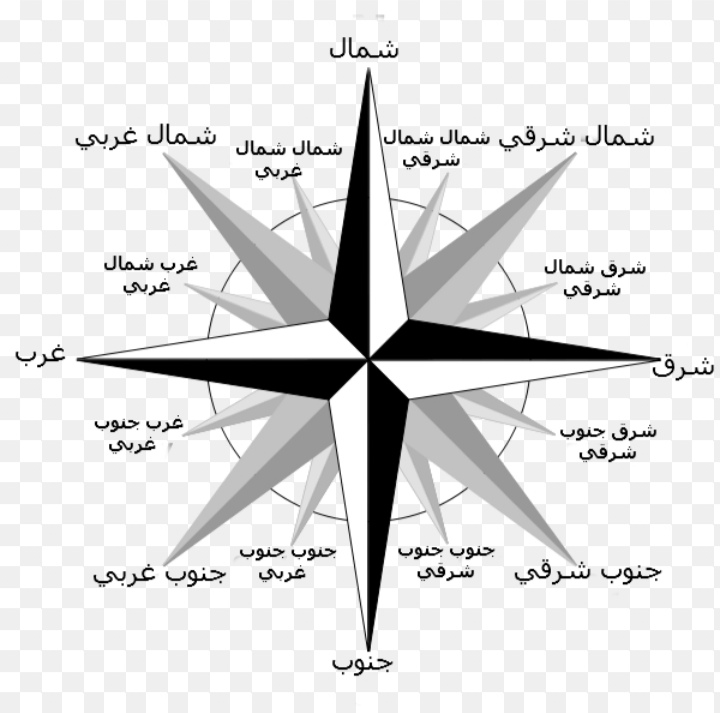 شمال
شمال شرقي
شمال شمال
شرقي
شمال شمال
غربي
شمال غربي
شرق شمال
شرقي
غرب شمال
غربي
شرق
غرب
شرق جنوب
شرقي
غرب جنوب
غربي
جنوب شرقي
جنوب جنوب
شرقي
جنوب جنوب
غربي
جنوب غربي
جنوب